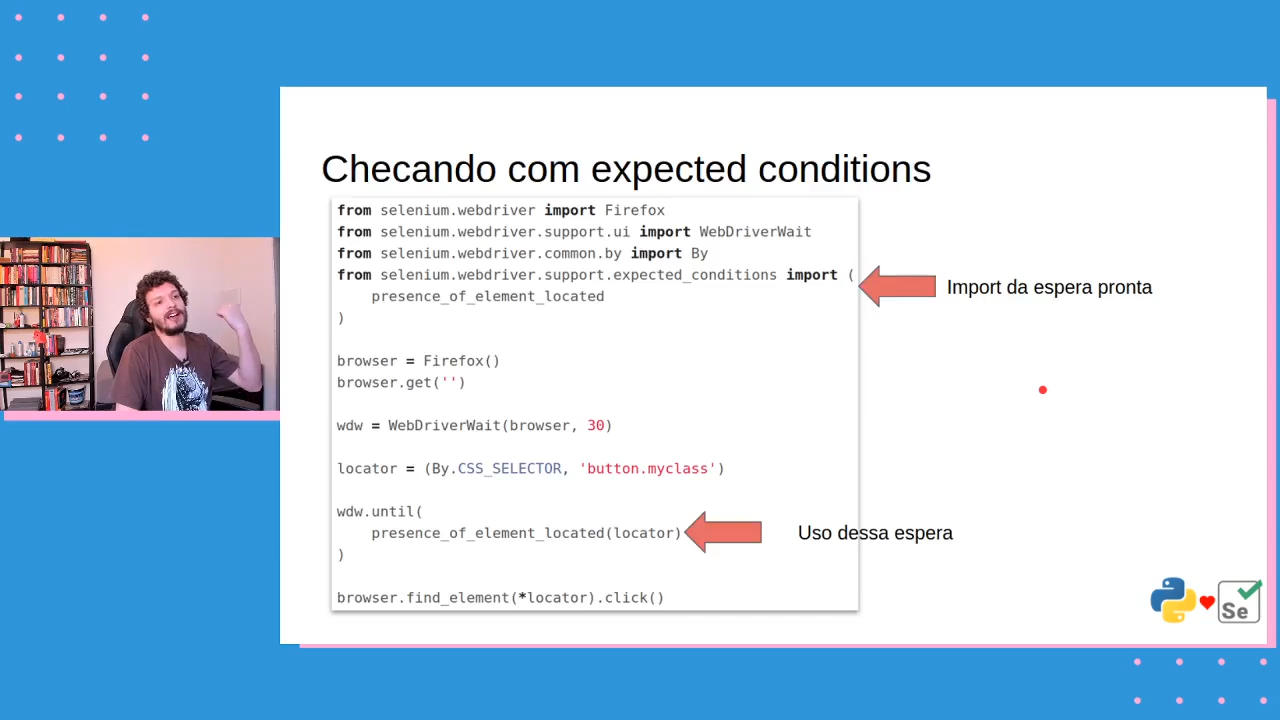 Checando com expected conditions
from selenium.webdriver import Firefox
from selenium.webdriver.support.ui import WebDriverWait
from selenium.webdriver.common.by import By
from selenium.webdriver.support.expected_conditions import (
    presence_of_element_located
)
Import da espera pronta
browser = Firefox()
browser.get('')
wdw = WebDriverWait(browser, 30)
locator = (By.CSS_SELECTOR, 'button.myclass')
wdw.until(
    presence_of_element_located(locator)
)
Uso dessa espera
browser.find_element(*locator).click()
Se